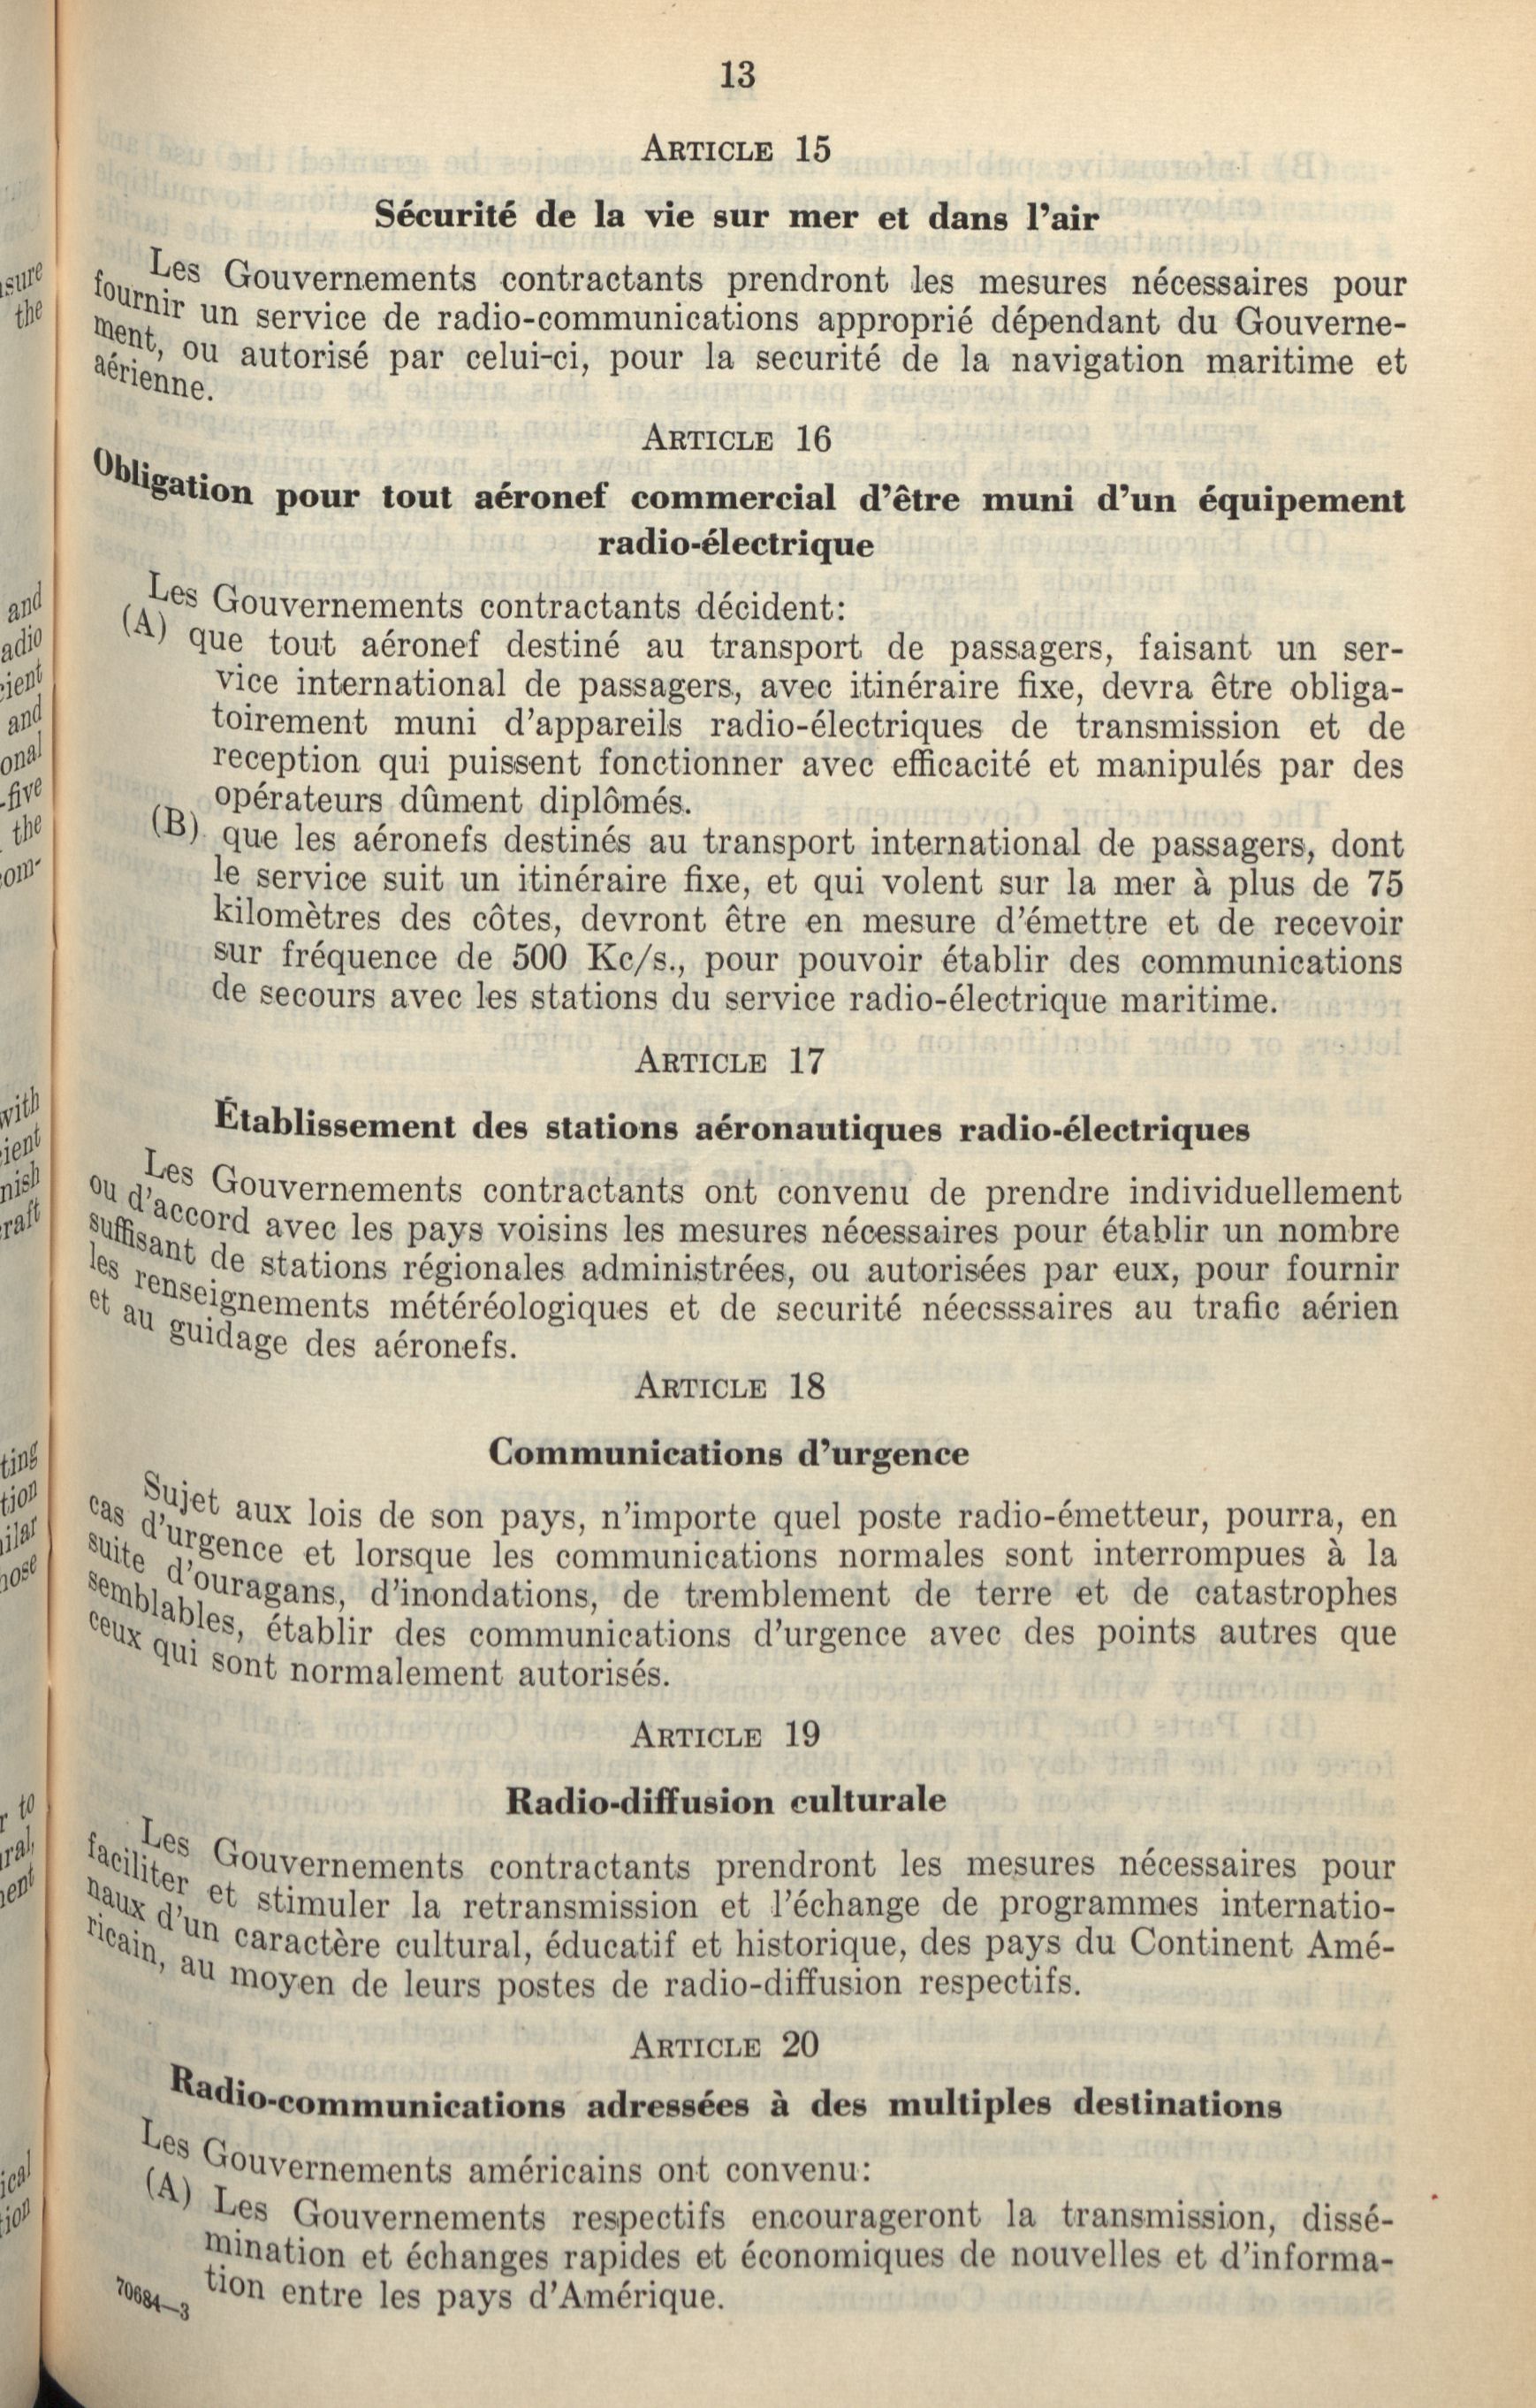 13
ARTICLE 15
Sécurité de la vie sur mer et dans l'air
Les Gouvernements contractants prendront les mesures nécessaires pour
fournir un service de radio-communications approprié dépendant du Gouverne-
ment, ou autorisé par celui-ci, pour la securité de la navigation maritime et
aérienne.
ARTICLE 16
Obligation pour tout aéronef commercial d'être muni d'un équipement
radio-électrique
Les Gouvernements contractants décident:
(A) que tout aéronef destiné au transport de passagers, faisant un ser-
vice international de passagers, avec itinéraire fixe, devra être obliga-
toirement muni d'appareils radio-électriques de transmission et de
reception qui puissent fonctionner avec efficacité et manipulés par des
opérateurs dûment diplômés.
(B) que les aéronefs destinés au transport international de passagers, dont
le service suit un itinéraire fixe, et qui volent sur la mer à plus de 75
kilomètres des côtes, devront être en mesure d'émettre et de recevoir
sur fréquence de 500 Kc/s., pour pouvoir établir des communications
de secours avec les stations du service radio-électrique maritime.
ARTICLE 17
Établissement des stations aéronautiques radio-électriques
Les Gouvernements contractants ont convenu de prendre individuellement
ou d'accord avec les pays voisins les mesures nécessaires pour établir un nombre
suffisant de stations régionales administrées, ou autorisées par eux, pour fournir
les renseignements météréologiques et de securité néecsssaires au trafic aérien
et au guidage des aéronefs.
ARTICLE 18
Communications d'urgence
Sujet aux lois de son pays, n'importe quel poste radio-émetteur, pourra, en
cas d'urgence et lorsque les communications normales sont interrompues à la
suite d'ouragans, d'inondations, de tremblement de terre et de catastrophes
semblables, établir des communications d'urgence avec des points autres que
ceux qui sont normalement autorisés.
ARTICLE 19
Radio-diffusion culturale
Les Gouvernements contractants prendront les mesures nécessaires pour
faciliter et stimuler la retransmission et l'échange de programmes internatio-
naux d'un caractère cultural, éducatif et historique, des pays du Continent Amé-
ricain, au moyen de leurs postes de radio-diffusion respectifs.
ARTICLE 20
Radio-communications adressées à des multiples destinations
Les Gouvernements américains ont convenu:
(A) Les Gouvernements respectifs encourageront la transmission, dissé-
mination et échanges rapides et économiques de nouvelles et d'informa-
tion entre les pays d'Amérique.
70684—3